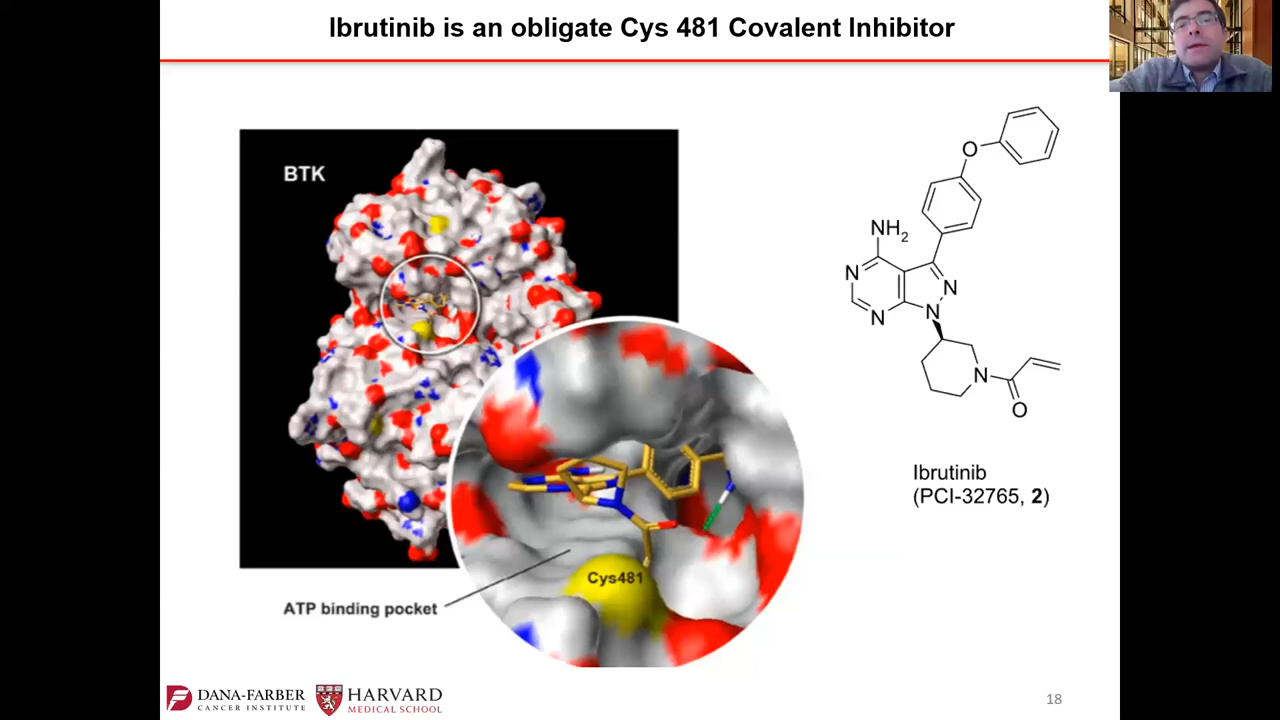 Ibrutinib is an obligate Cys 481 Covalent Inhibitor
BTK
Cys481
ATP binding pocket
O
NH2
N
N
N
N
N
O
Ibrutinib
(PCI-32765, 2)
DANA-FARBER
CANCER INSTITUTE
HARVARD
MEDICAL SCHOOL
18